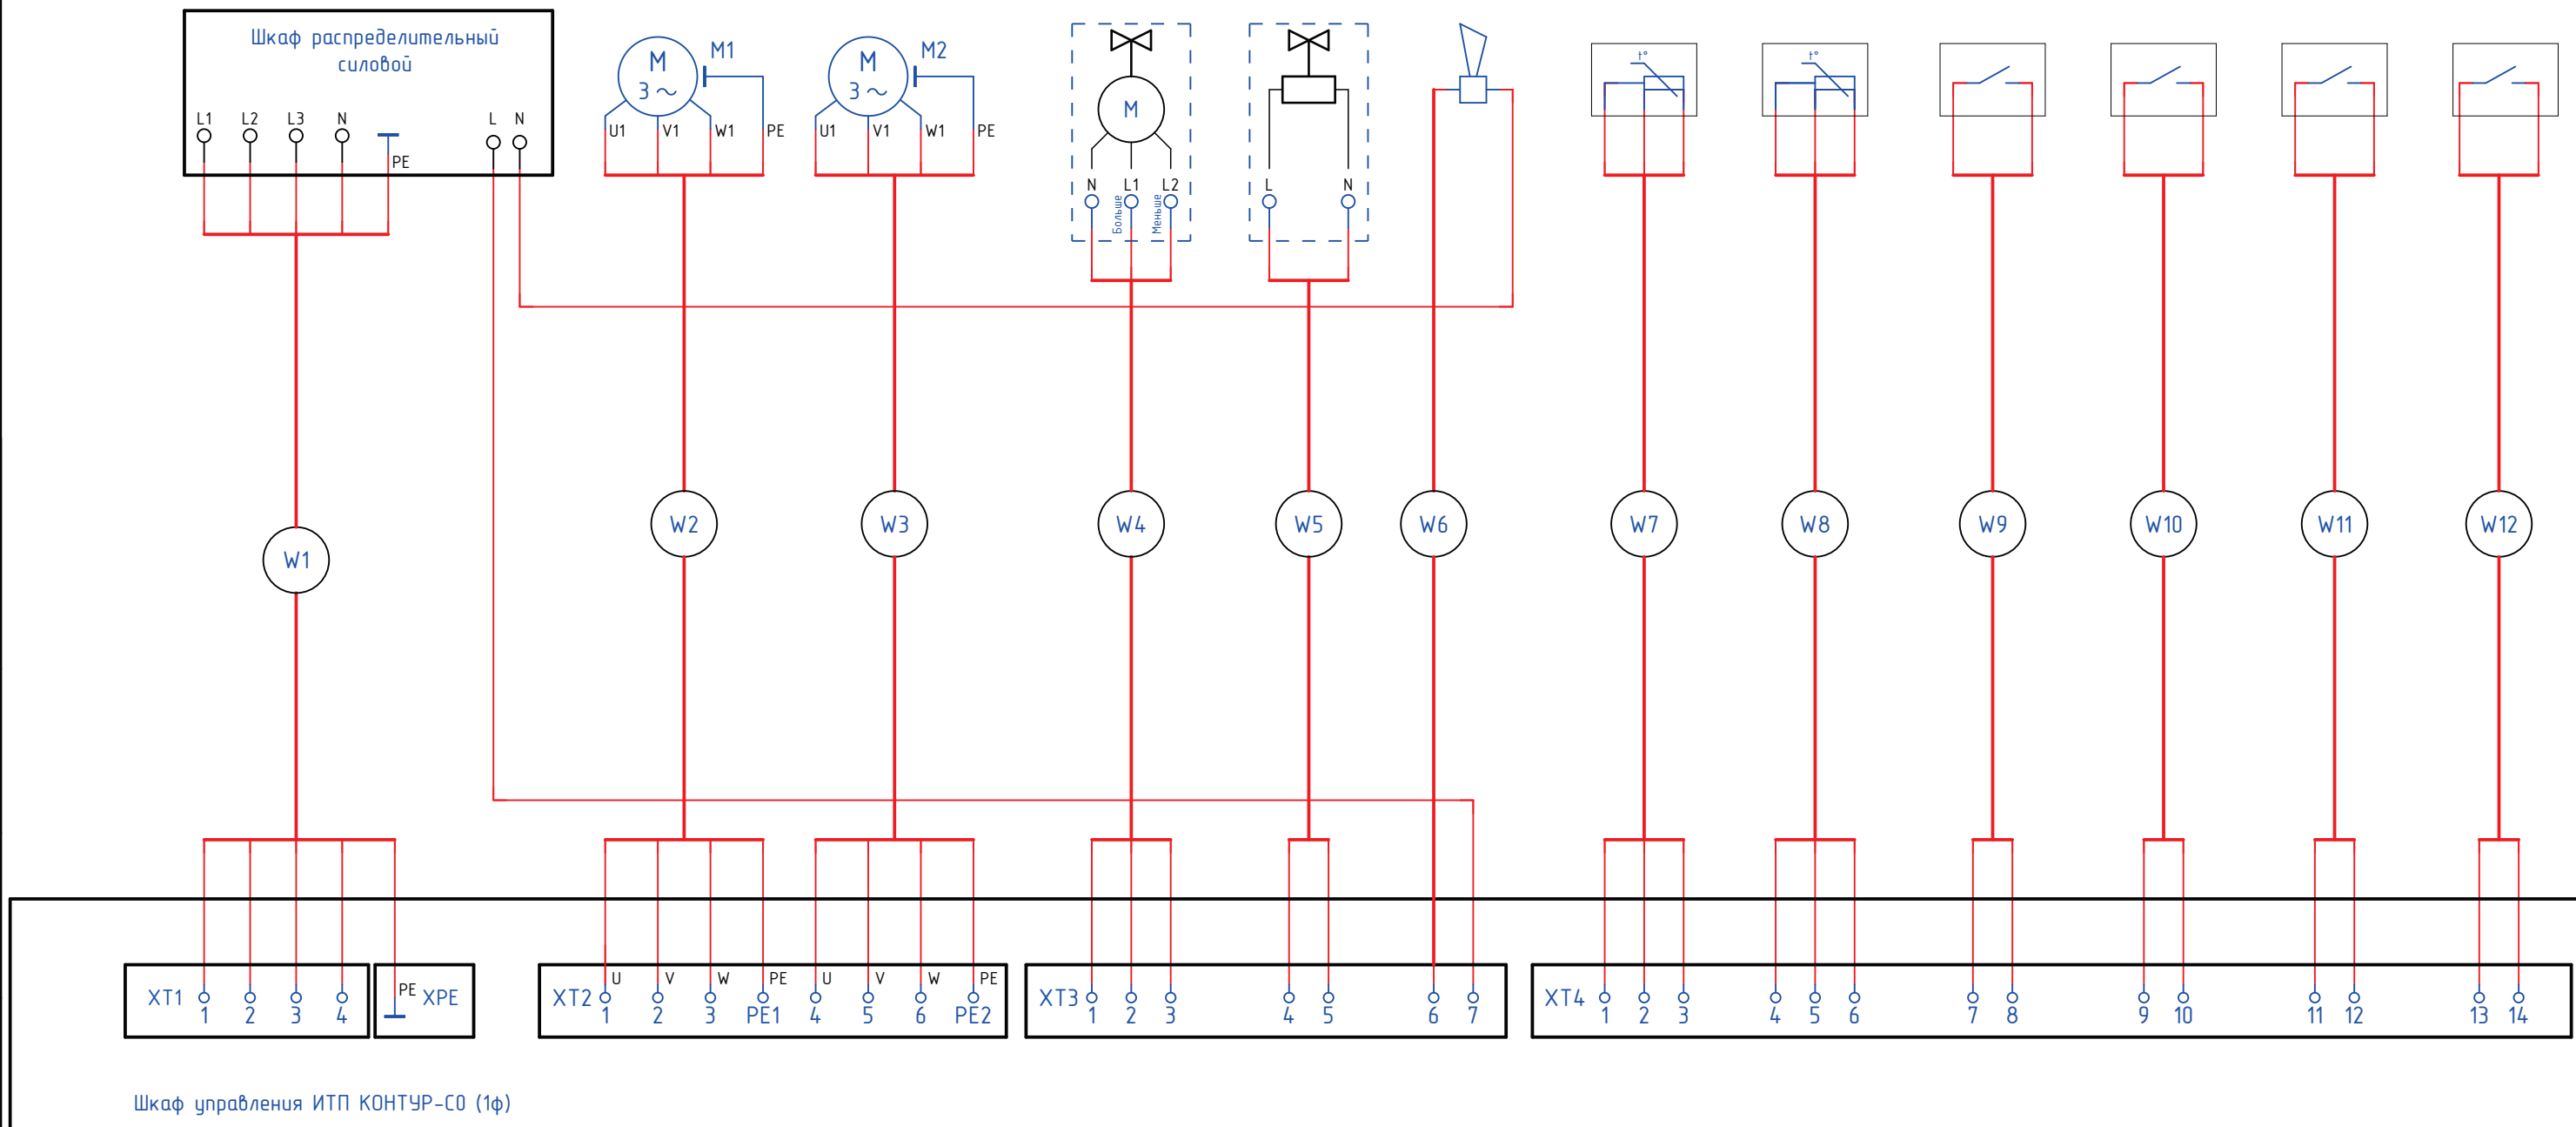 Шкаф распределительный
силовой
L1 L2 L3 N PE L N
M
3 ~
M1
U1 V1 W1 PE
M
3 ~
M2
U1 V1 W1 PE
M
N L1 L2
Больше
Меньше
L N
t°
t°
W1
W2
W3
W4
W5
W6
W7
W8
W9
W10
W11
W12
XT1 1 2 3 4
PE XPE
U V W PE U V W PE
XT2 1 2 3 PE1 4 5 6 PE2
XT3 1 2 3 4 5 6 7
XT4 1 2 3 4 5 6 7 8 9 10 11 12 13 14
Шкаф управления ИТП КОНТУР-СО (1ф)